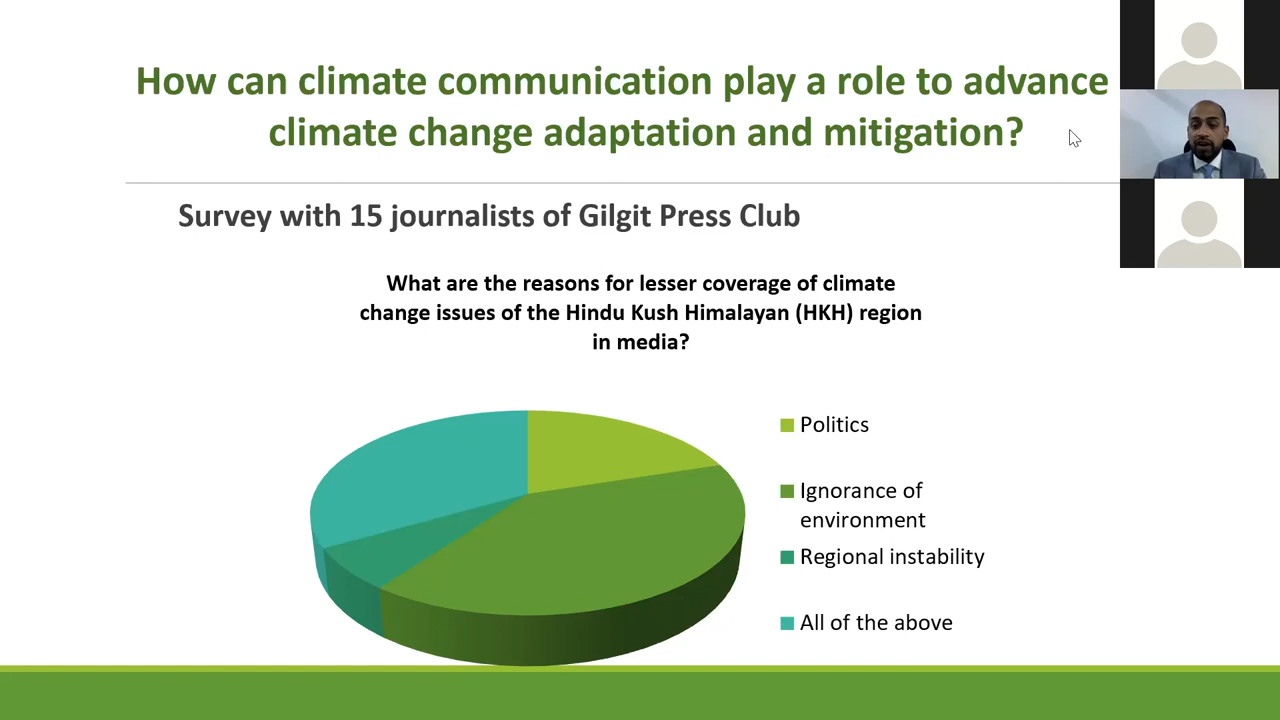 How can climate communication play a role to advance
climate change adaptation and mitigation?
Survey with 15 journalists of Gilgit Press Club
What are the reasons for lesser coverage of climate
change issues of the Hindu Kush Himalayan (HKH) region
in media?
Politics
Ignorance of
environment
Regional instability
All of the above